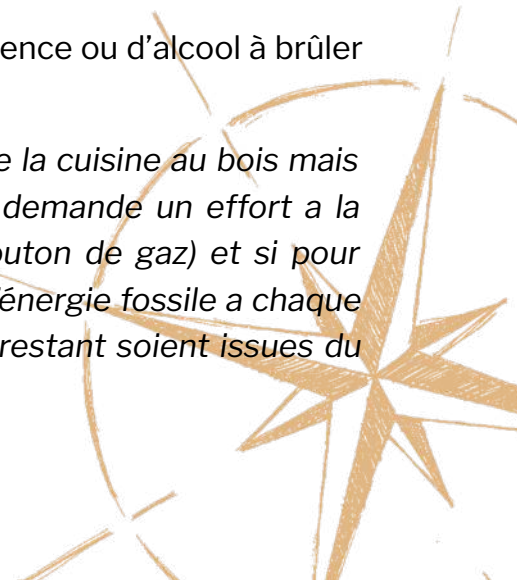 ence ou d’alcool à brûler
e la cuisine au bois mais
demande un effort a la
outon de gaz) et si pour
’énergie fossile a chaque
restant soient issues du